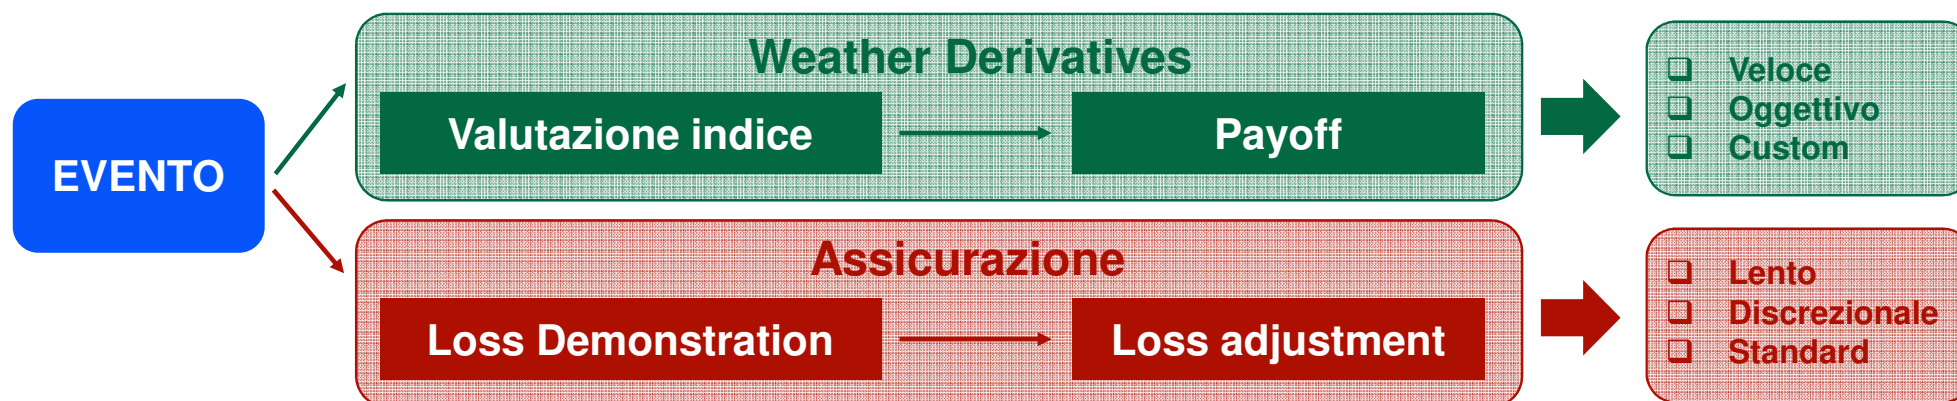 EVENTO
Weather Derivatives
Valutazione indice
Payoff
Veloce
Oggettivo
Custom
Assicurazione
Loss Demonstration
Loss adjustment
Lento
Discrezionale
Standard